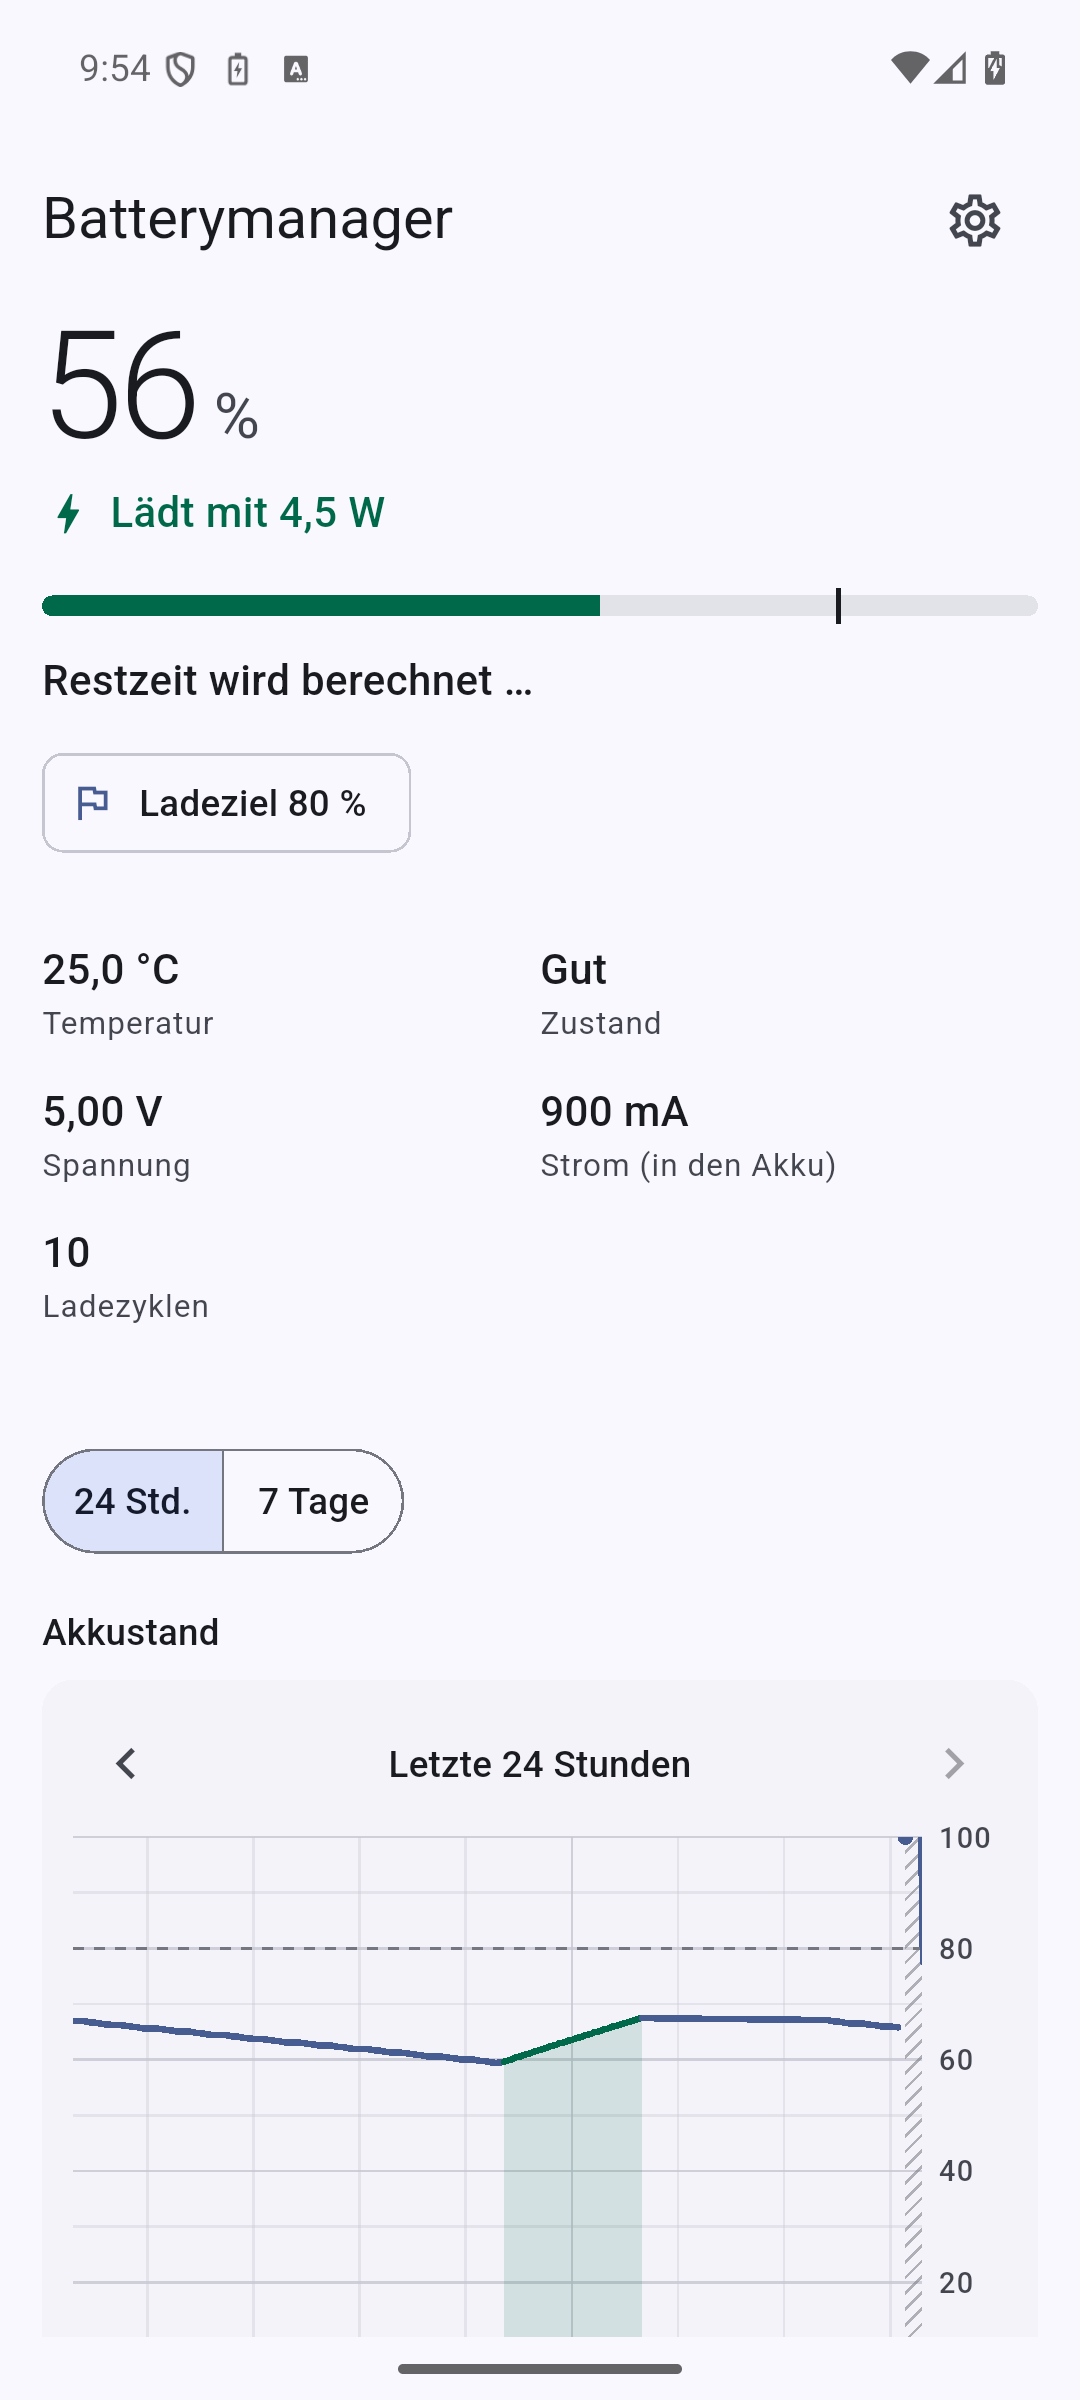 9:54
Batterymanager
56 %
Lädt mit 4,5 W
Restzeit wird berechnet …
Ladeziel 80 %
25,0 °C
Temperatur
Gut
Zustand
5,00 V
Spannung
900 mA
Strom (in den Akku)
10
Ladezyklen
24 Std.
7 Tage
Akkustand
Letzte 24 Stunden
100
80
60
40
20